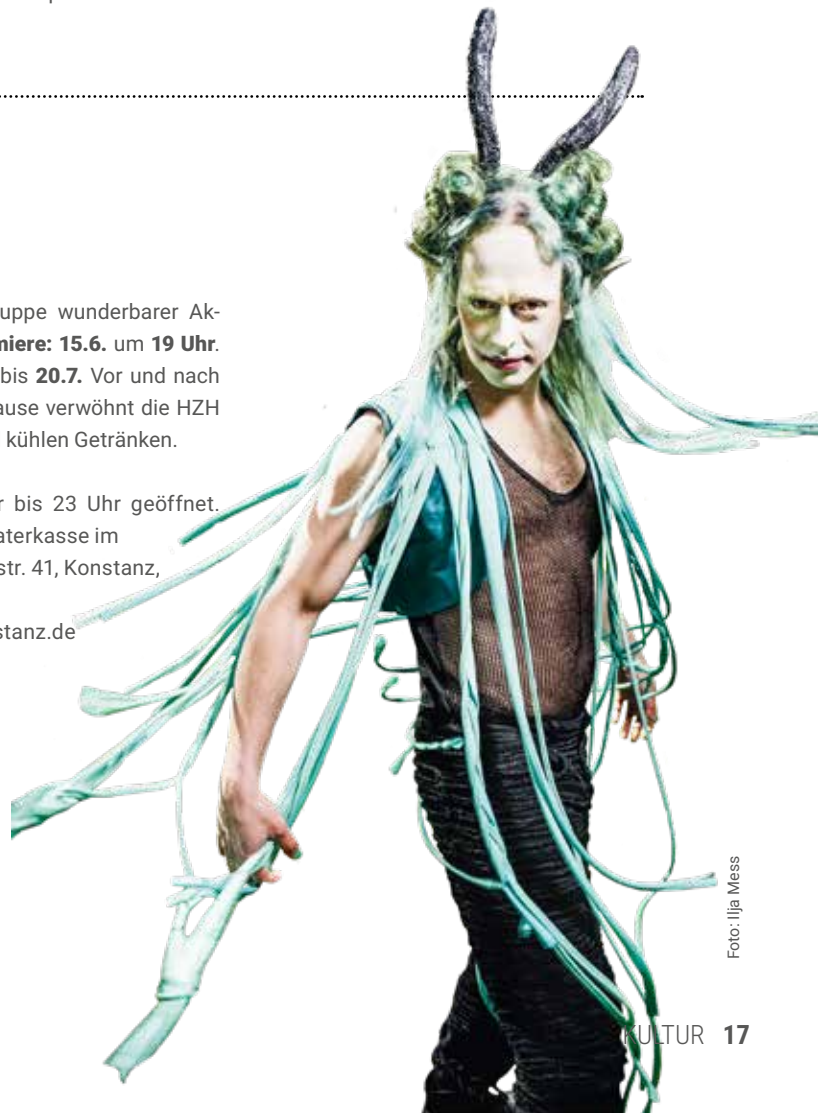 uppe wunderbarer Ak-
miere: 15.6. um 19 Uhr.
bis 20.7. Vor und nach
ause verwöhnt die HZH
kühlen Getränken.
r bis 23 Uhr geöffnet.
aterkasse im
str. 41, Konstanz,
stanz.de
Foto: Ilja Mess
KULTUR 17